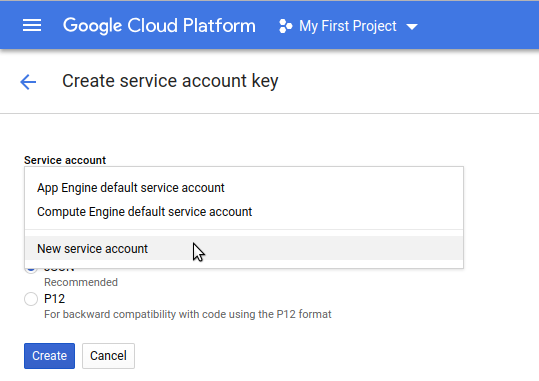 Google Cloud Platform My First Project
Create service account key
Service account
App Engine default service account
Compute Engine default service account
New service account
JSON
Recommended
P12
For backward compatibility with code using the P12 format
Create Cancel